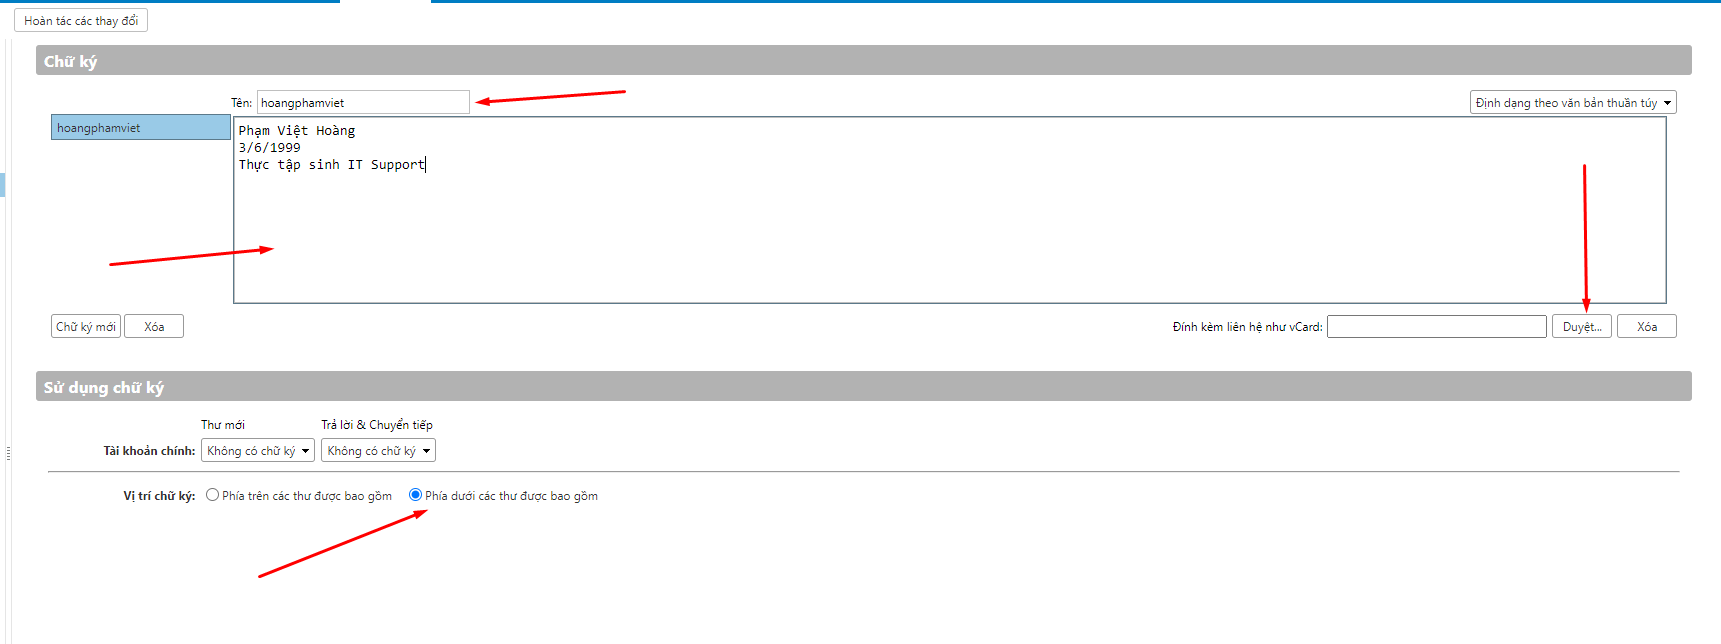 Hoàn tác các thay đổi
Chữ ký
Tên: hoangphamviet
Định dạng theo văn bản thuần túy
hoangphamviet
Phạm Việt Hoàng
3/6/1999
Thực tập sinh IT Support
Chữ ký mới Xóa
Đính kèm liên hệ như vCard: Duyệt... Xóa
Sử dụng chữ ký
Thư mới Trả lời & Chuyển tiếp
Tài khoản chính: Không có chữ ký Không có chữ ký
Vị trí chữ ký: Phía trên các thư được bao gồm Phía dưới các thư được bao gồm